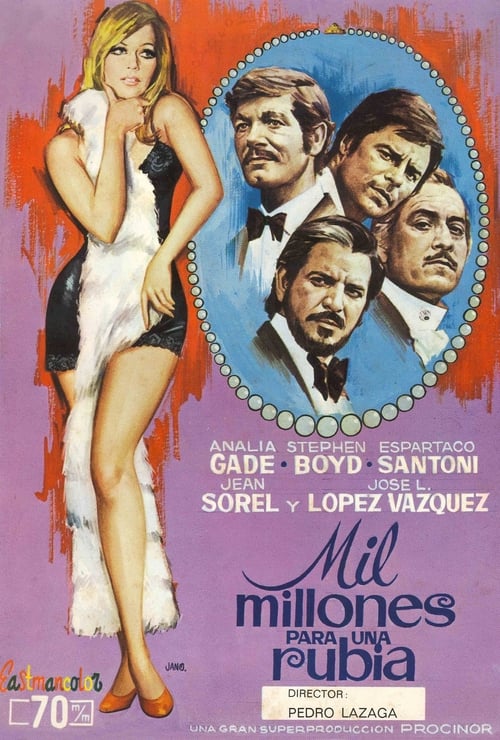 ANALIA STEPHEN ESPARTACO
GADE · BOYD · SANTONI
JEAN JOSE L.
SOREL Y LOPEZ VAZQUEZ
Mil
millones
PARA UNA
rubia
DIRECTOR:
PEDRO LAZAGA
UNA GRAN SUPERPRODUCCION PROCINOR
JANO.
Eastmancolor
70 m/m